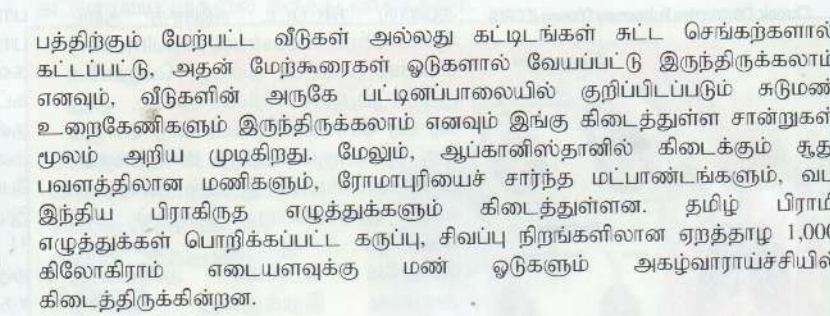 பத்திற்கும் மேற்பட்ட வீடுகள் அல்லது கட்டிடங்கள் சுட்ட செங்கற்களால்
கட்டப்பட்டு, அதன் மேற்கூரைகள் ஓடுகளால் வேயப்பட்டு இருந்திருக்கலாம்
எனவும், வீடுகளின் அருகே பட்டினப்பாலையில் குறிப்பிடப்படும் சுடுமண்
உறைகேணிகளும் இருந்திருக்கலாம் எனவும் இங்கு கிடைத்துள்ள சான்றுகள்
மூலம் அறிய முடிகிறது. மேலும், ஆப்கானிஸ்தானில் கிடைக்கும் சூது
பவளத்திலான மணிகளும், ரோமாபுரியைச் சார்ந்த மட்பாண்டங்களும், வட
இந்திய பிராகிருத எழுத்துக்களும் கிடைத்துள்ளன. தமிழ் பிராமி
எழுத்துக்கள் பொறிக்கப்பட்ட கருப்பு, சிவப்பு நிறங்களிலான ஏறத்தாழ 1,000
கிலோகிராம் எடையளவுக்கு மண் ஓடுகளும் அகழ்வாராய்ச்சியில்
கிடைத்திருக்கின்றன.